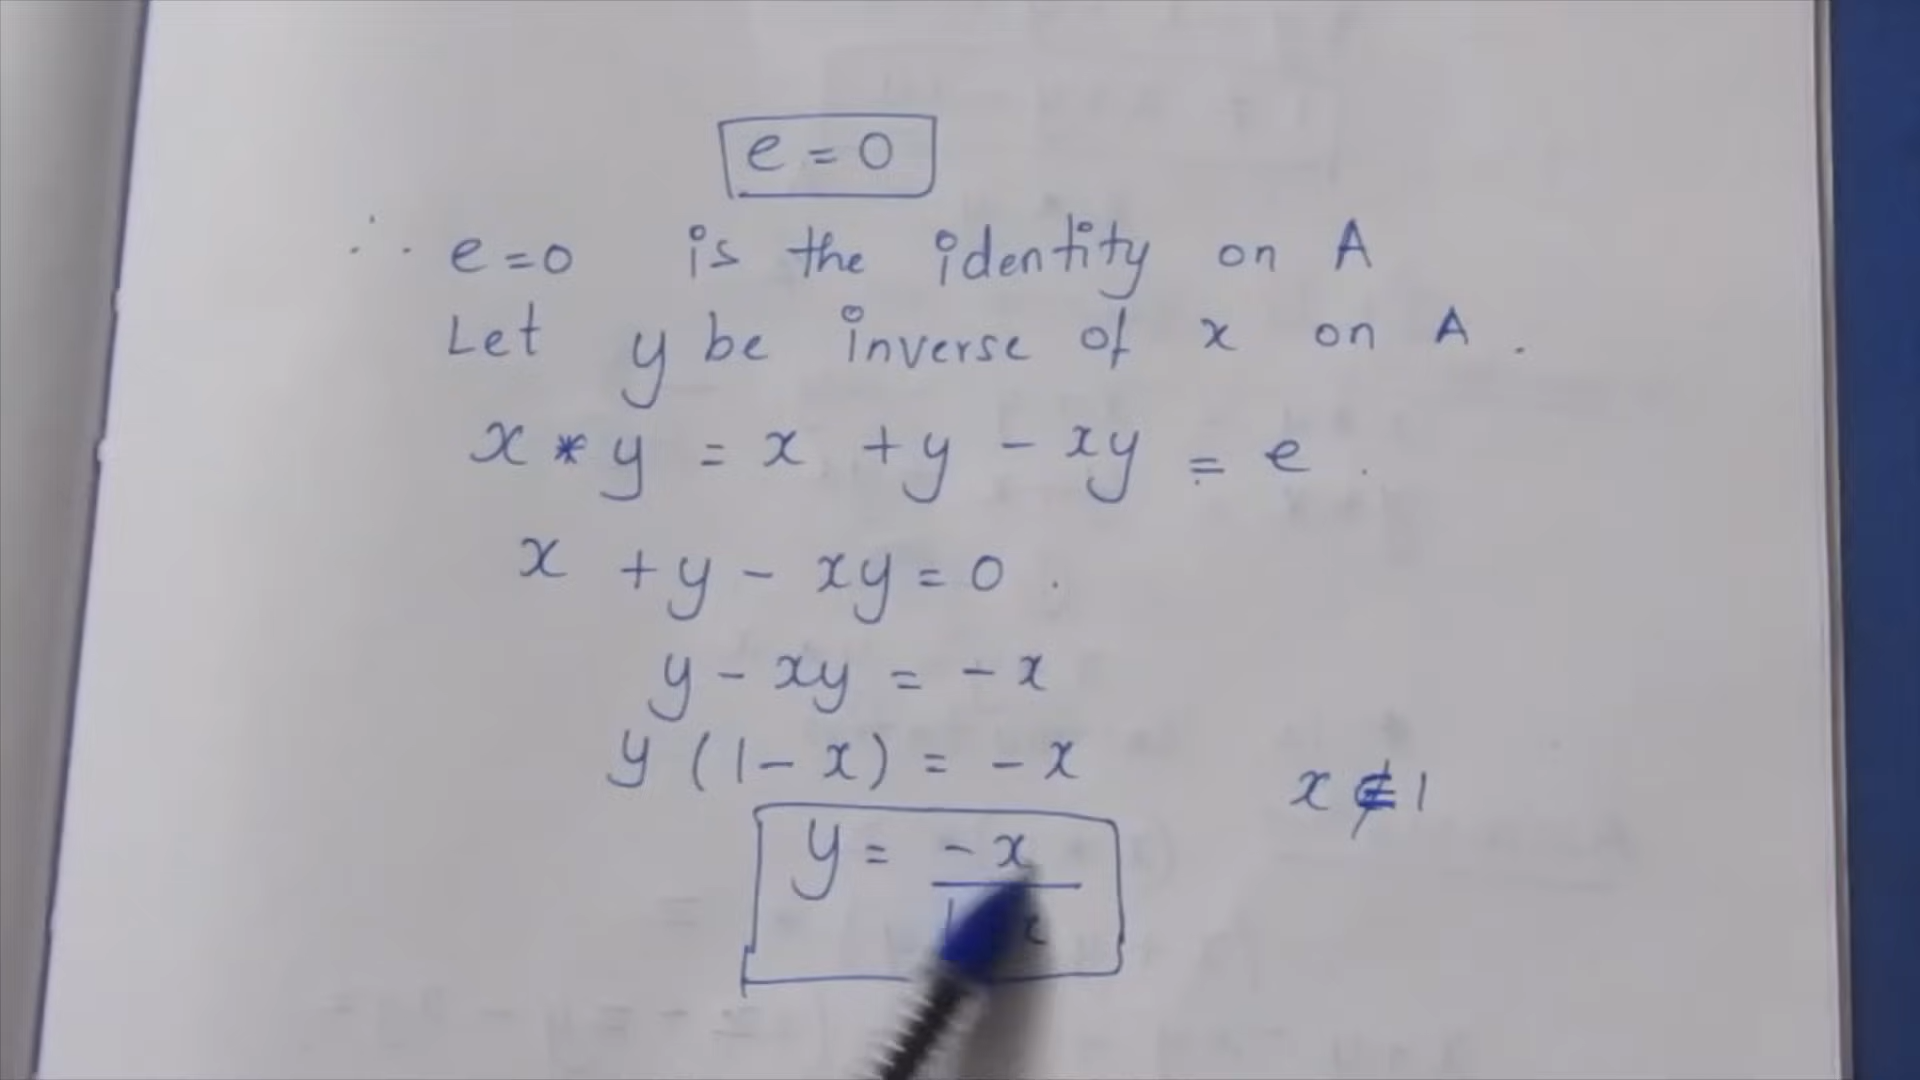 e = 0
∴ e = 0 is the identity on A
Let y be inverse of x on A .
x * y = x + y - xy = e .
x + y - xy = 0 .
y - xy = - x
y (1 - x) = - x
x ≠ 1
y = - x